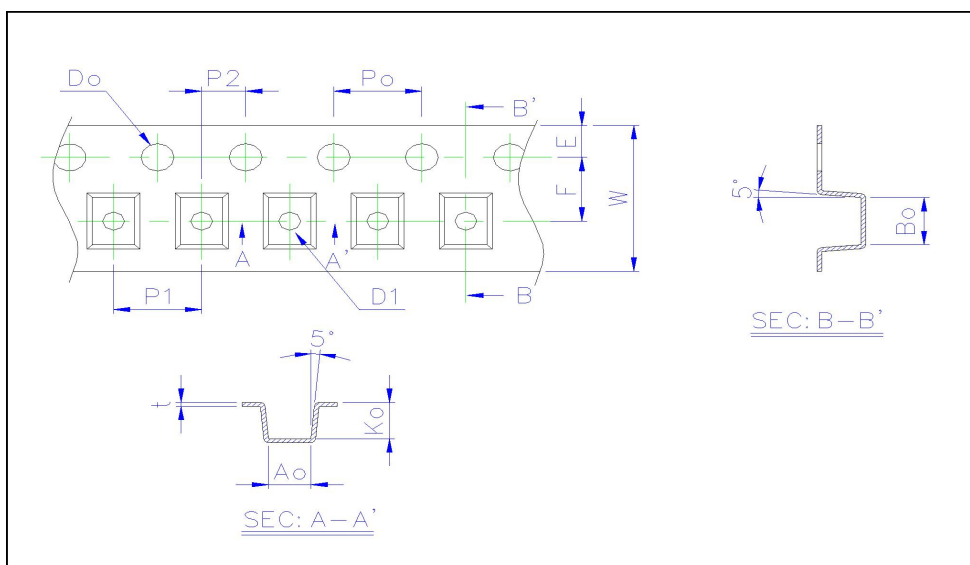 Do
P2
Po
B'
E
F
W
A
A'
P1
D1
B
5°
Bo
SEC: B-B'
5°
t
Ko
Ao
SEC: A-A'